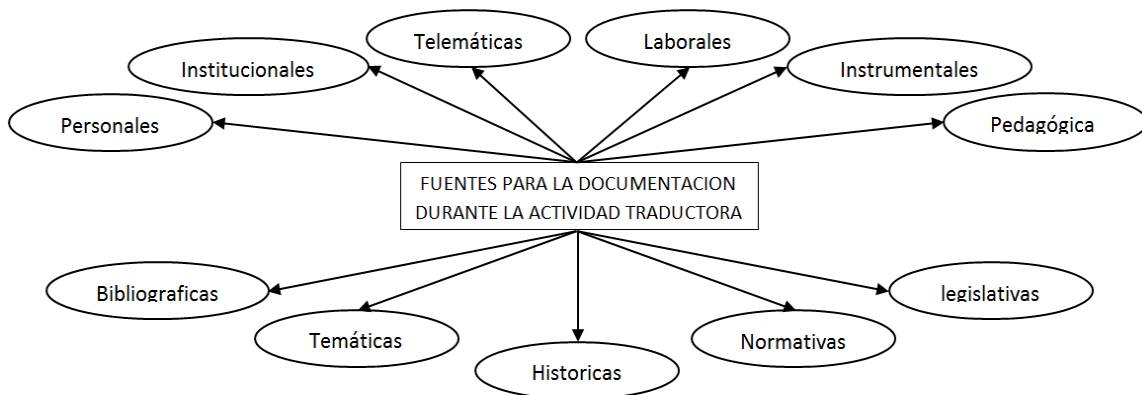 Telemáticas
Laborales
Institucionales
Instrumentales
Personales
Pedagógica
FUENTES PARA LA DOCUMENTACION
DURANTE LA ACTIVIDAD TRADUCTORA
Bibliograficas
legislativas
Temáticas
Normativas
Historicas